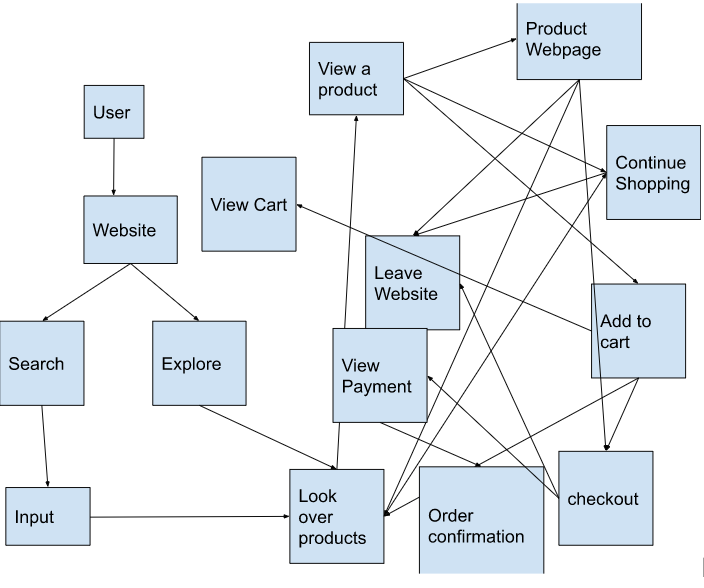 Product
Webpage
View a
product
User
Continue
Shopping
View Cart
Website
Leave
Website
Add to
cart
Search
Explore
View
Payment
Look
over
products
checkout
Input
Order
confirmation